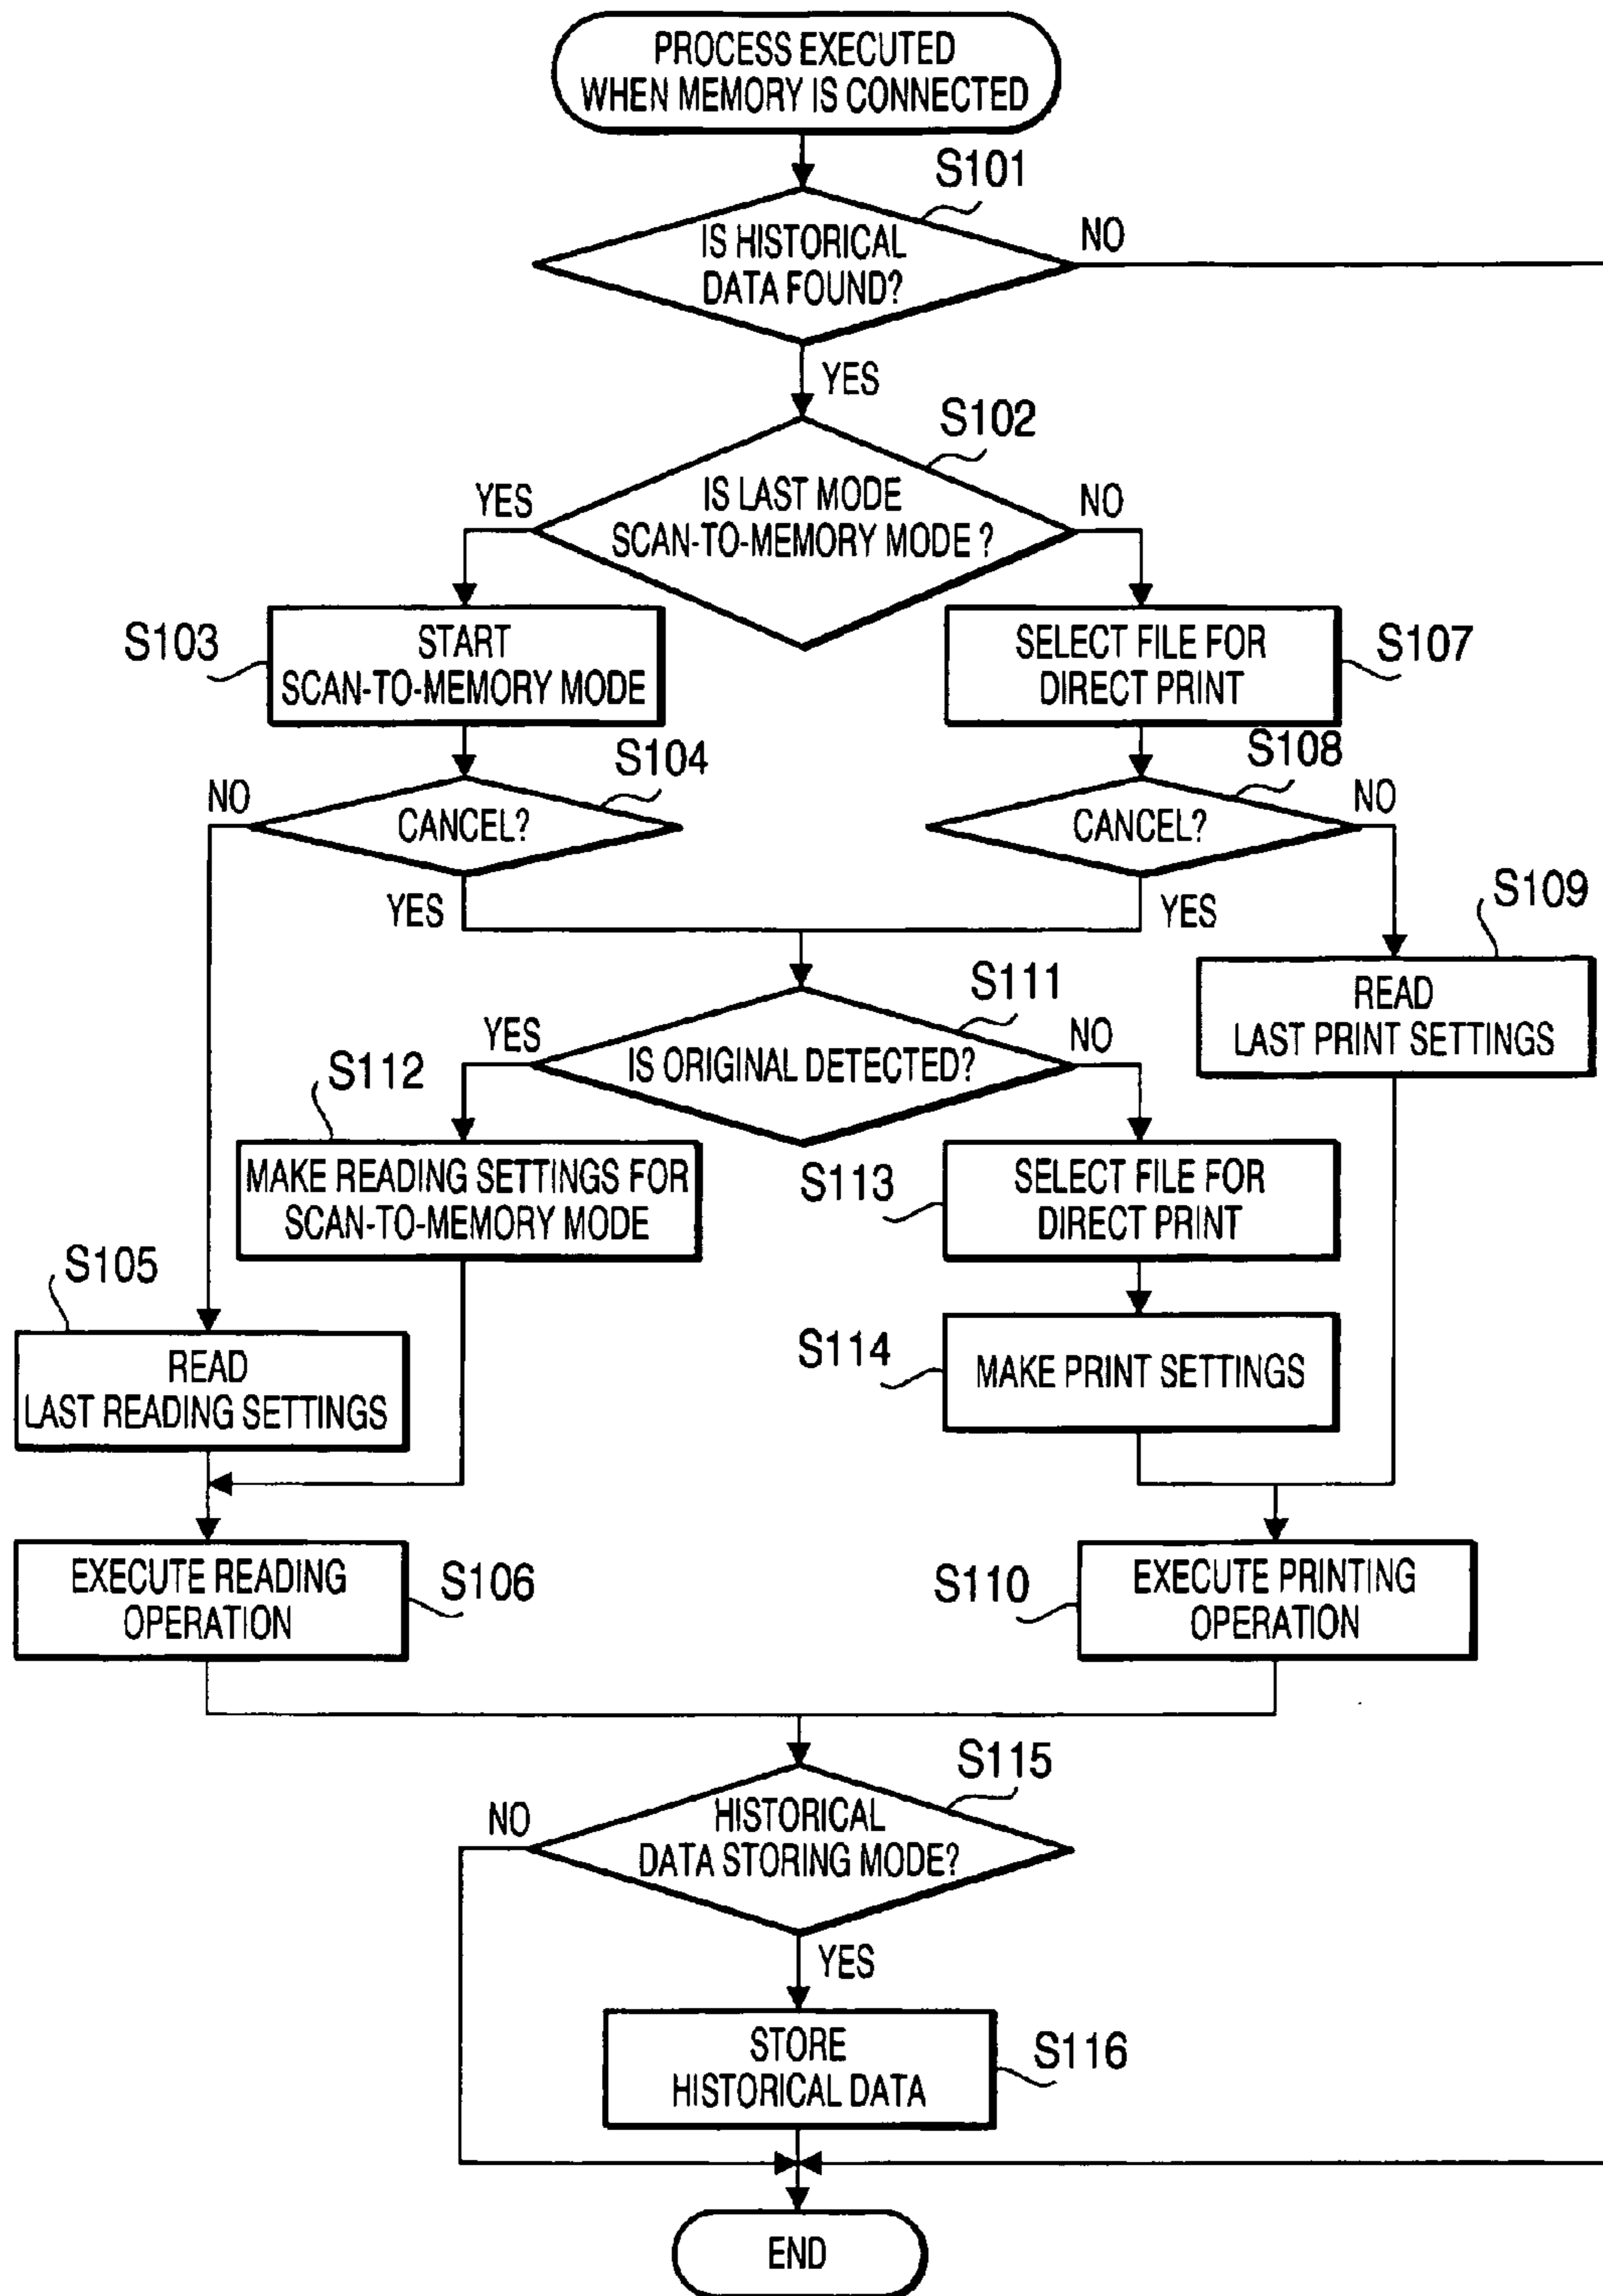 PROCESS EXECUTED
WHEN MEMORY IS CONNECTED
S101
IS HISTORICAL
DATA FOUND?
NO
YES
S102
IS LAST MODE
SCAN-TO-MEMORY MODE ?
YES
NO
S103
START
SCAN-TO-MEMORY MODE
SELECT FILE FOR
DIRECT PRINT
S107
S104
NO
CANCEL?
YES
S108
CANCEL?
NO
YES
S109
READ
LAST PRINT SETTINGS
S111
YES
IS ORIGINAL DETECTED?
NO
S112
MAKE READING SETTINGS FOR
SCAN-TO-MEMORY MODE
S113
SELECT FILE FOR
DIRECT PRINT
S105
READ
LAST READING SETTINGS
S114
MAKE PRINT SETTINGS
EXECUTE READING
OPERATION
S106
S110
EXECUTE PRINTING
OPERATION
S115
NO
HISTORICAL
DATA STORING MODE?
YES
STORE
HISTORICAL DATA
S116
END